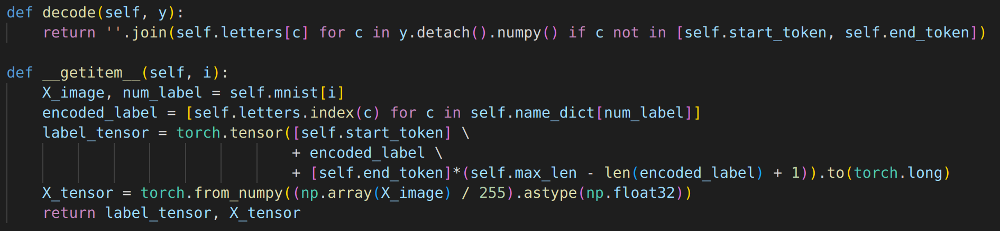 def decode(self, y):
    return ''.join(self.letters[c] for c in y.detach().numpy() if c not in [self.start_token, self.end_token])

def __getitem__(self, i):
    X_image, num_label = self.mnist[i]
    encoded_label = [self.letters.index(c) for c in self.name_dict[num_label]]
    label_tensor = torch.tensor([self.start_token] \
                                + encoded_label \
                                + [self.end_token]*(self.max_len - len(encoded_label) + 1)).to(torch.long)
    X_tensor = torch.from_numpy((np.array(X_image) / 255).astype(np.float32))
    return label_tensor, X_tensor